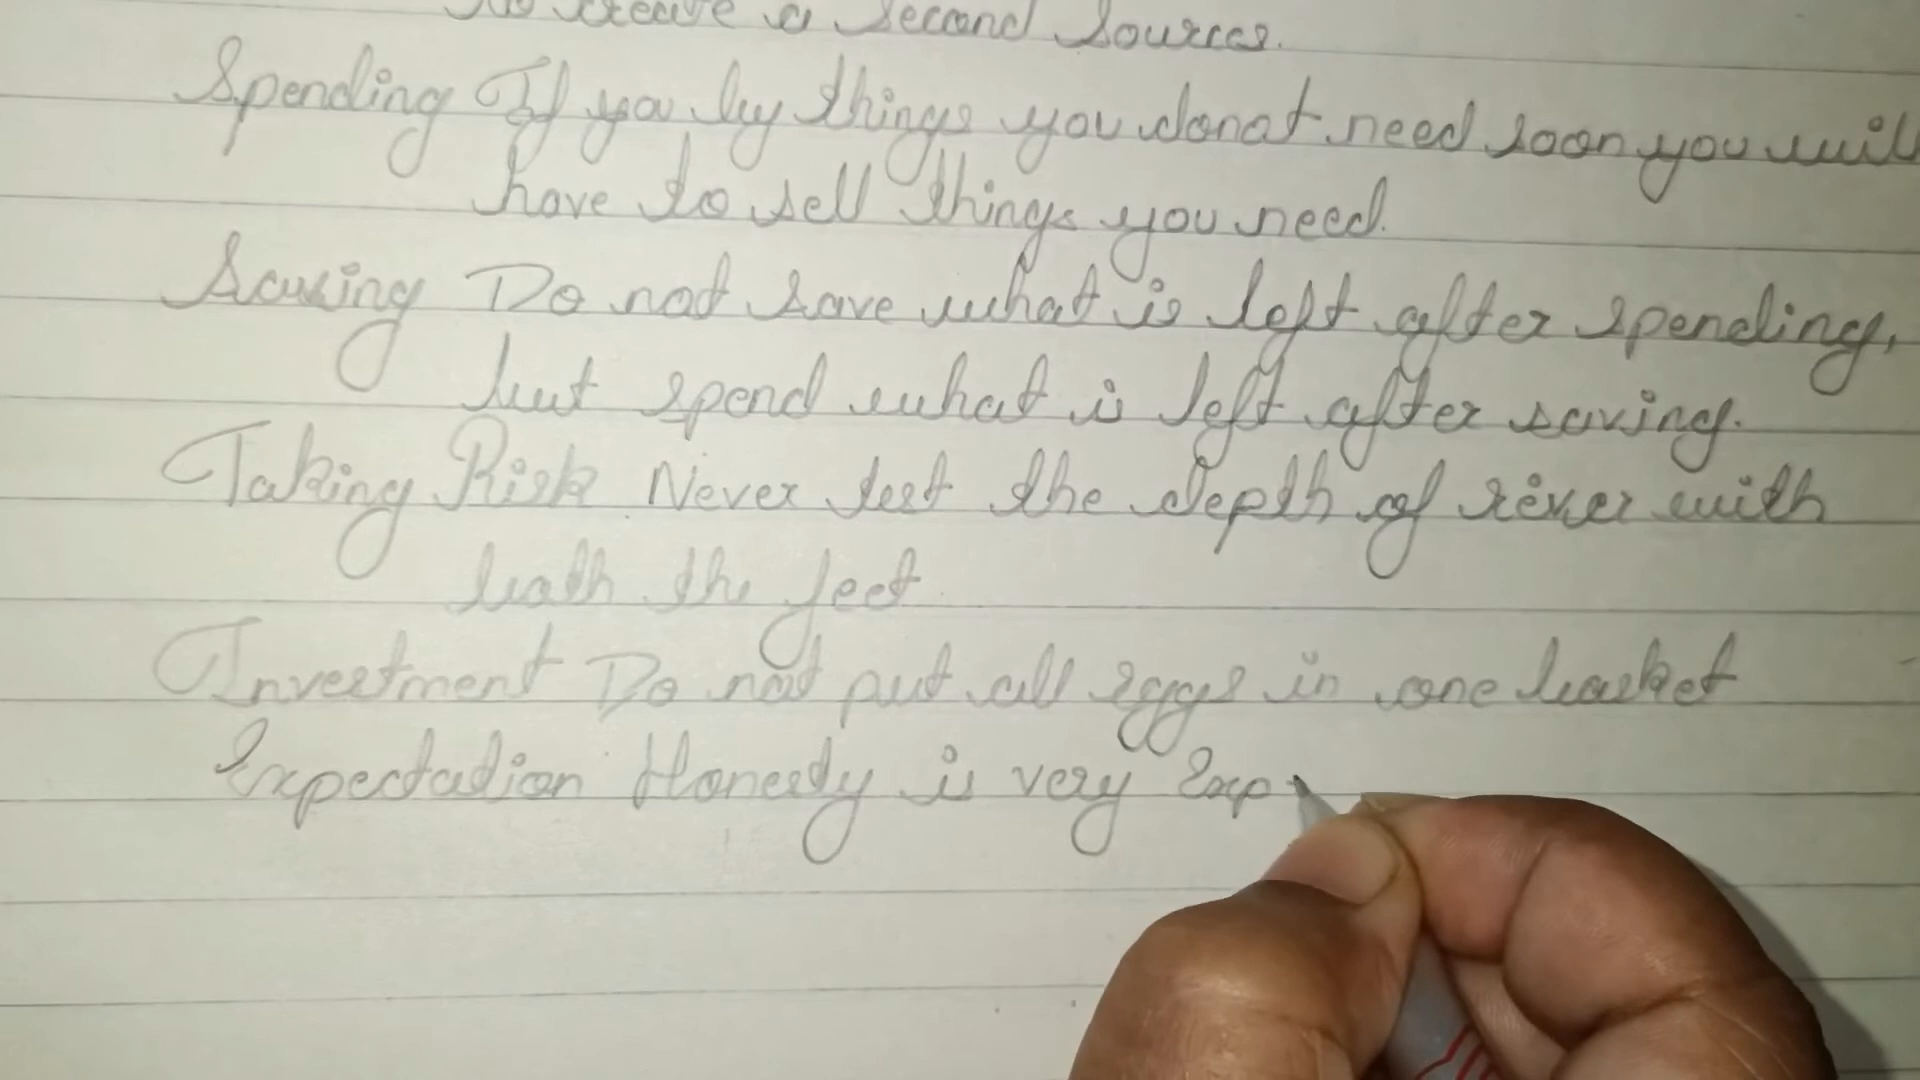 to create a second sources.
Spending If you by things you donot need soon you will
have to sell things you need.
Saving Do not save what is left after spending,
but spend what is left after saving.
Taking Risk Never test the depth of river with
both the feet
Investment Do not put all eggs in one basket
Expectation Honesty is very Exp